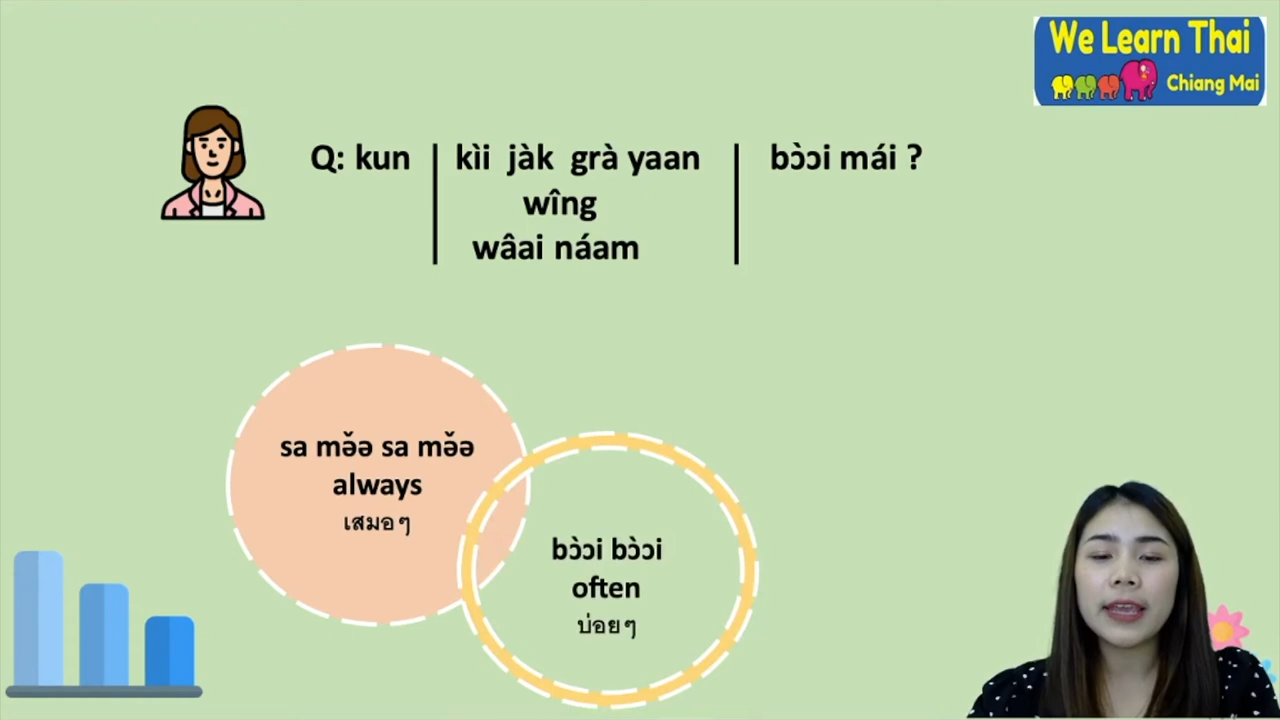 We Learn Thai
Chiang Mai
Q: kun kìi jàk grà yaan bɔ̀ɔi mái ?
wîng
wâai náam
sa mə̌ə sa mə̌ə
always
เสมอๆ
bɔ̀ɔi bɔ̀ɔi
often
บ่อยๆ